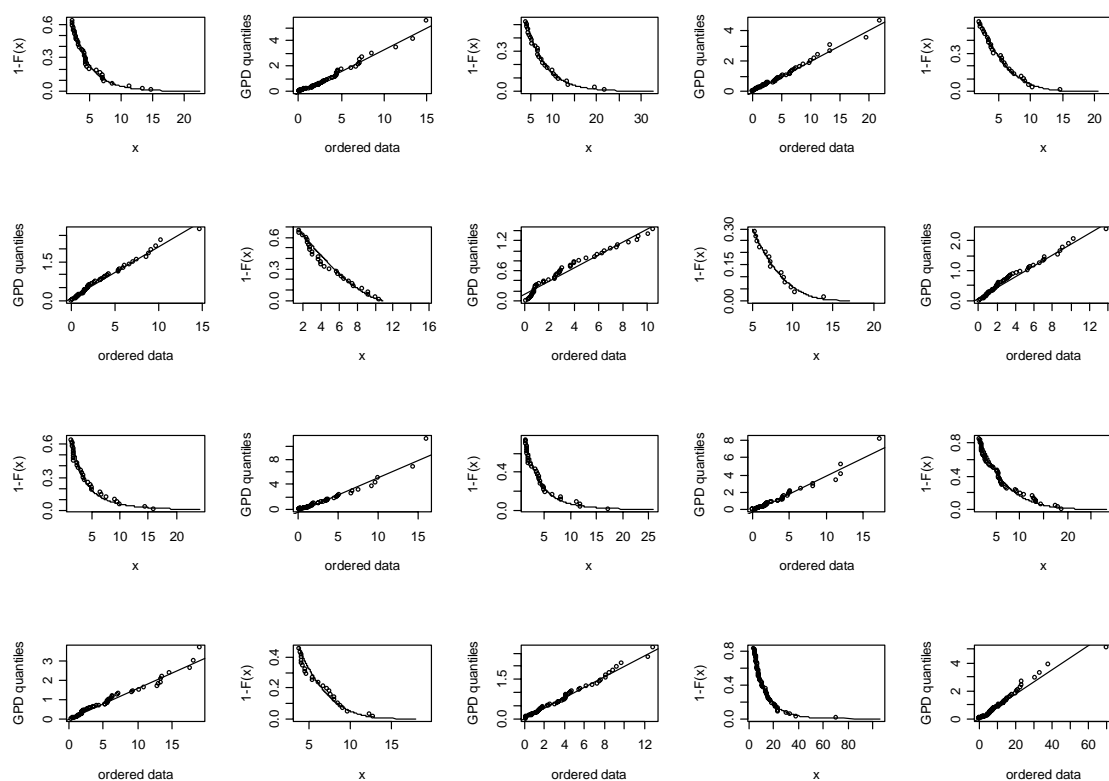 1-F(x)
0.0 0.3 0.6
5 10 15 20
x
GPD quantiles
0 2 4
0 5 10 15
ordered data
1-F(x)
0.0 0.2 0.4
5 10 20 30
x
GPD quantiles
0 2 4
0 5 10 15 20
ordered data
1-F(x)
0.0 0.2 0.4
5 10 15 20
x
GPD quantiles
0.0 1.5
0 5 10 15
ordered data
1-F(x)
0.0 0.3 0.6
2 4 6 8 10 12 14 16
x
GPD quantiles
0.0 0.6 1.2
0 2 4 6 8 10
ordered data
1-F(x)
0.00 0.15 0.30
5 10 15 20
x
GPD quantiles
0.0 1.0 2.0
0 2 4 6 8 10 14
ordered data
1-F(x)
0.0 0.3 0.6
5 10 15 20
x
GPD quantiles
0 4 8
0 5 10 15
ordered data
1-F(x)
0.0 0.2 0.4
5 10 15 20 25
x
GPD quantiles
0 2 4 6 8
0 5 10 15
ordered data
1-F(x)
0.0 0.4 0.8
5 10 20
x
GPD quantiles
0 1 2 3
0 5 10 15
ordered data
1-F(x)
0.0 0.2 0.4
5 10 15
x
GPD quantiles
0.0 1.5
0 2 4 6 8 12
ordered data
1-F(x)
0.0 0.4 0.8
20 40 60 80
x
GPD quantiles
0 2 4
0 20 40 60
ordered data